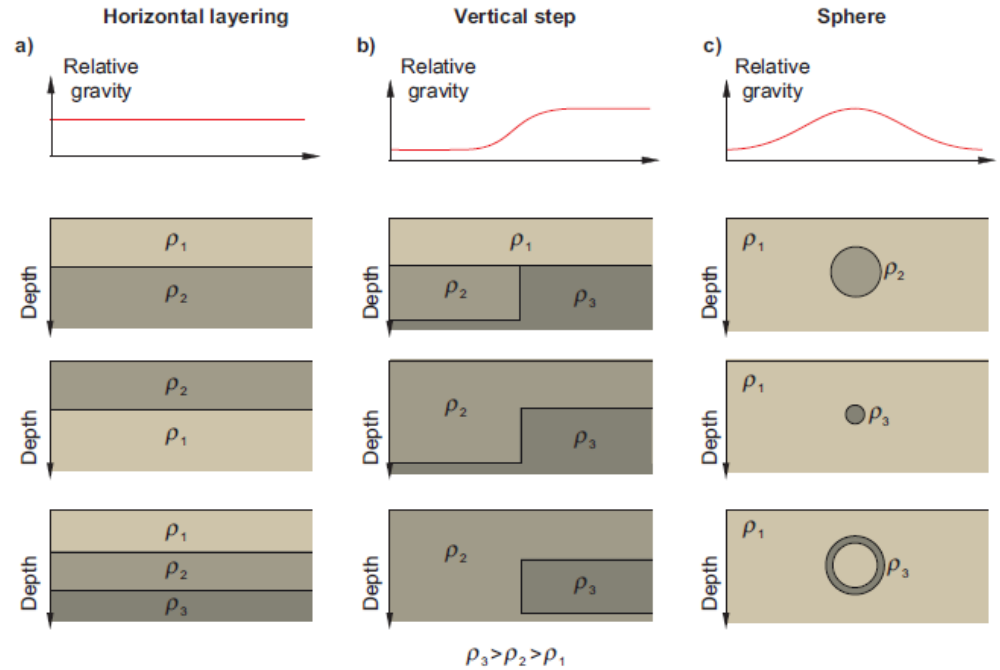 Horizontal layering
Vertical step
Sphere
a)
b)
c)
Relative
gravity
Relative
gravity
Relative
gravity
Depth
ρ1
ρ2
Depth
ρ1
ρ2
ρ3
Depth
ρ1
ρ2
Depth
ρ2
ρ1
Depth
ρ2
ρ3
Depth
ρ1
ρ3
Depth
ρ1
ρ2
ρ3
Depth
ρ2
ρ3
Depth
ρ1
ρ3
ρ3>ρ2>ρ1